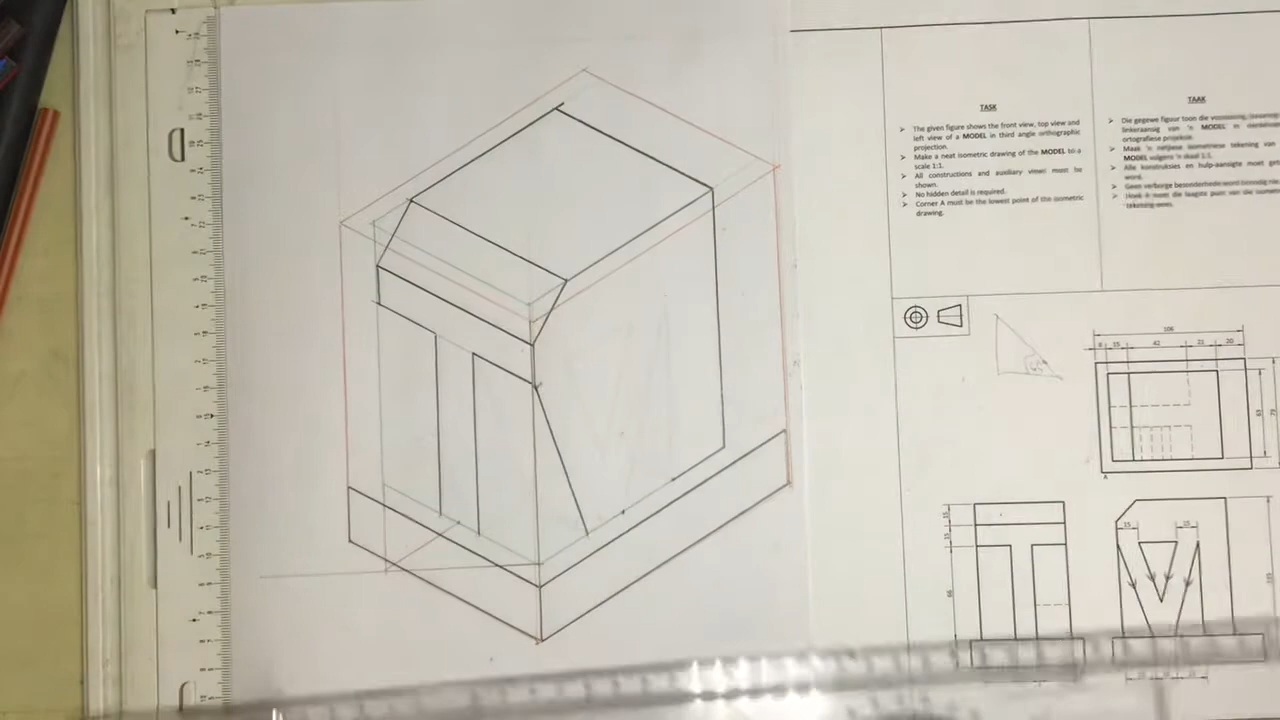 TASK
➢ The given figure shows the front view, top view and
left view of a MODEL in third angle orthographic
projection.
➢ Make a neat isometric drawing of the MODEL to a
scale 1:1.
➢ All constructions and auxiliary views must be
shown.
➢ No hidden detail is required.
➢ Corner A must be the lowest point of the isometric
drawing.
TAAK
➢ Die gegewe figuur toon die
linkeraansig van 'n MODEL in
ortografiese projeksie.
➢ Maak 'n netjiese isometriese tekening van
MODEL volgens 'n skaal 1:1.
➢ Alle konstruksies en hulp-aansigte moet
word.
➢ Geen verborge besonderhede word benodig nie.
➢ Hoek A moet die laagste punt van die
tekening wees.
106
15 42 21 20
63
A
15
15
66
15 15